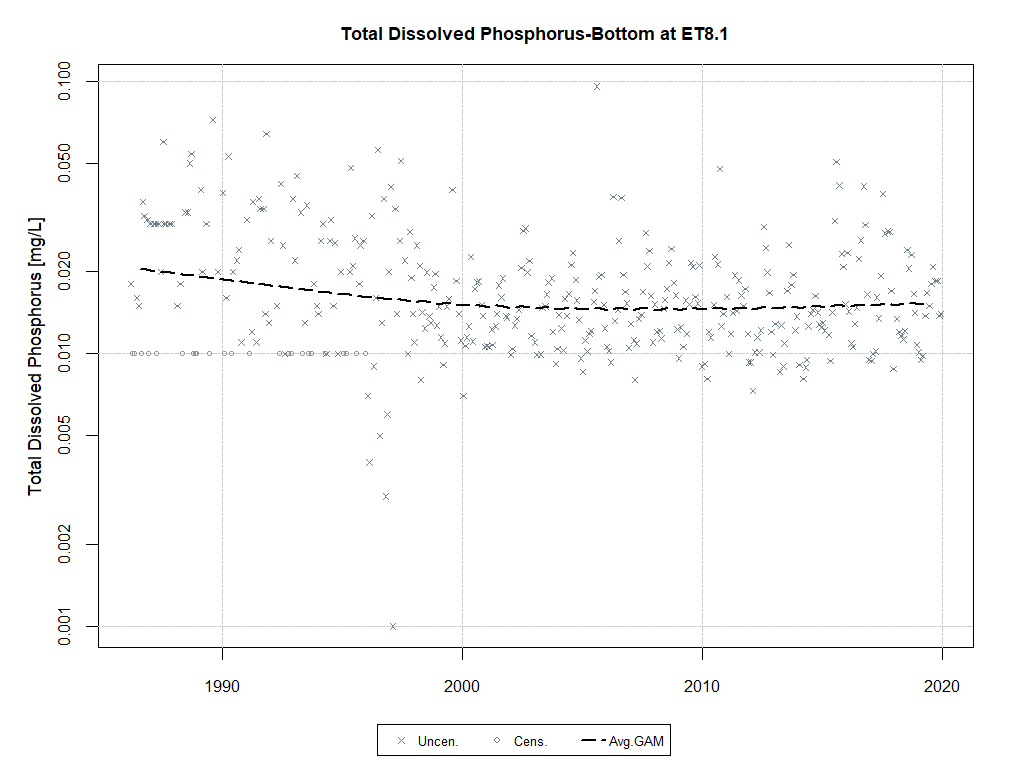 Total Dissolved Phosphorus-Bottom at ET8.1
Total Dissolved Phosphorus [mg/L]
0.100
0.050
0.020
0.010
0.005
0.002
0.001
1990 2000 2010 2020
Uncen. Cens. Avg.GAM